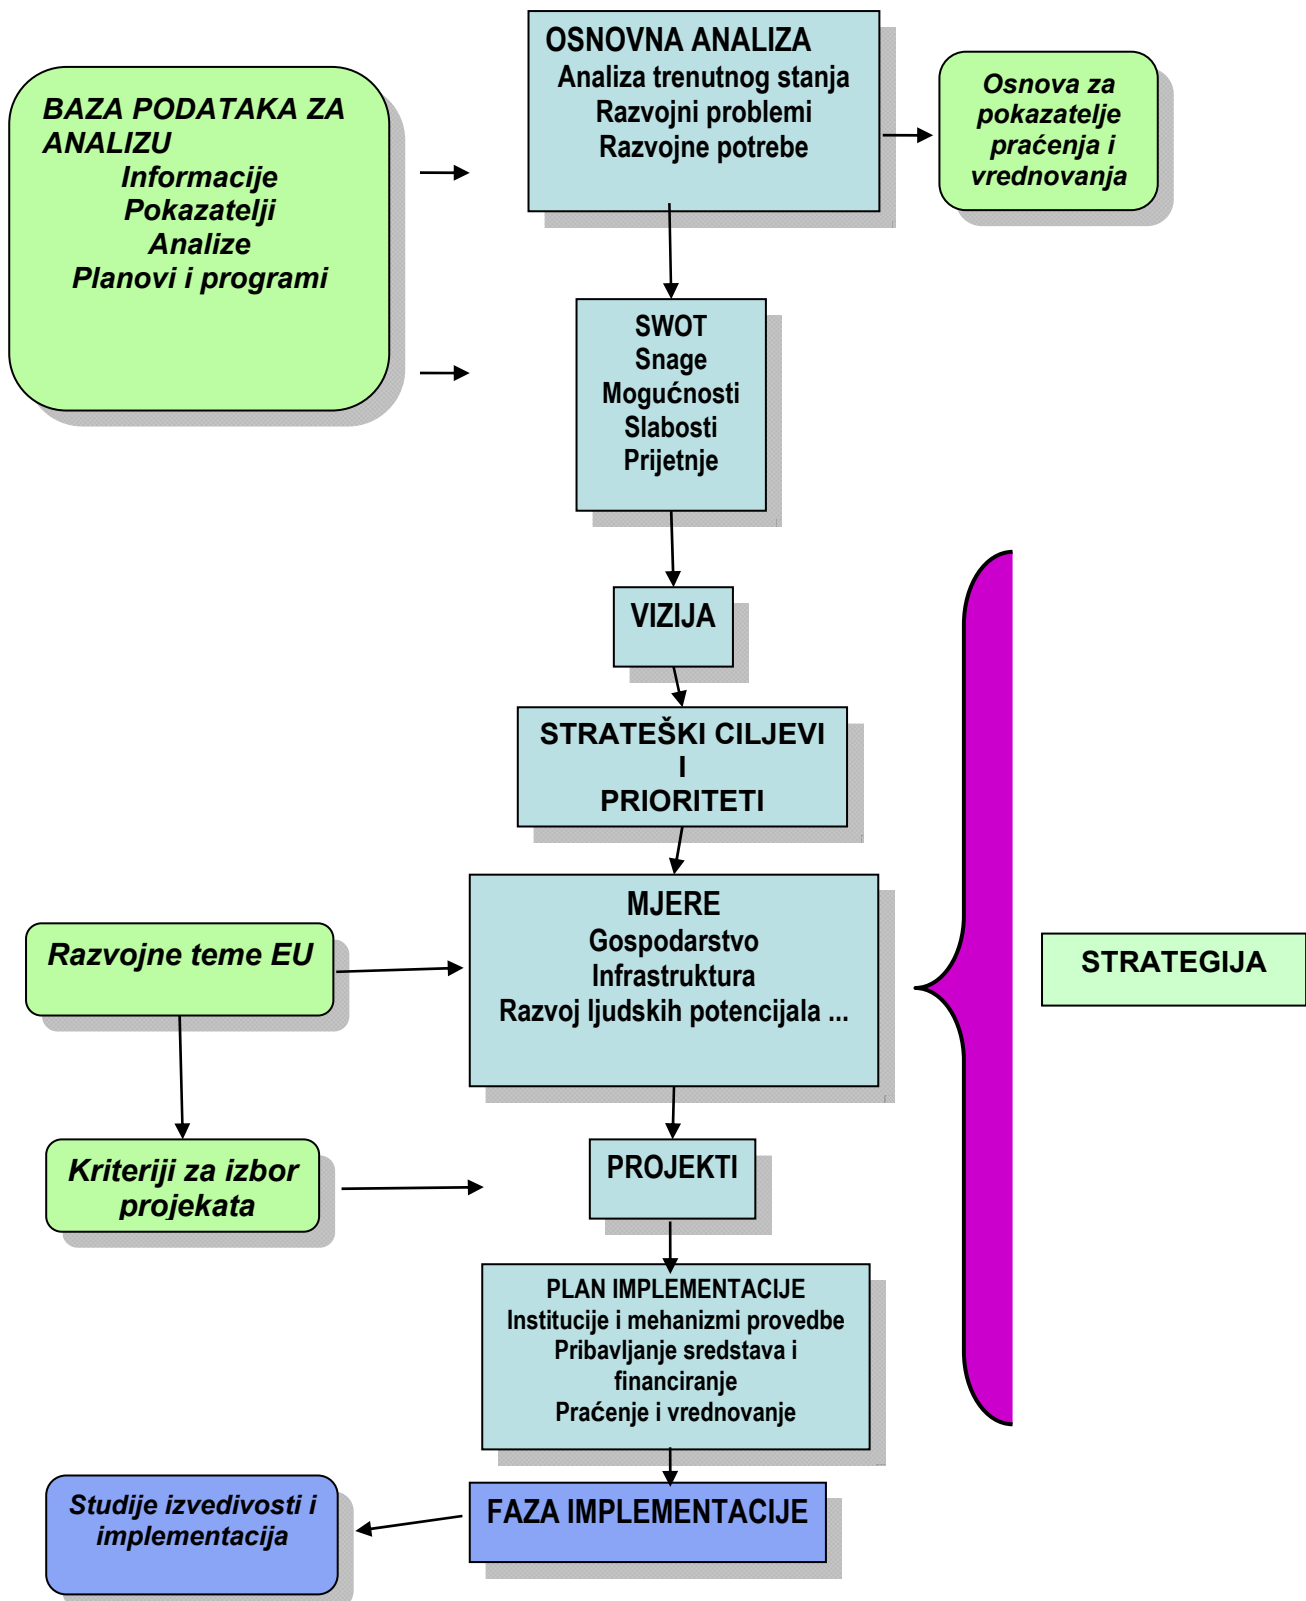 OSNOVNA ANALIZA
Analiza trenutnog stanja
Razvojni problemi
Razvojne potrebe
BAZA PODATAKA ZA
ANALIZU
Informacije
Pokazatelji
Analize
Planovi i programi
Osnova za
pokazatelje
praćenja i
vrednovanja
SWOT
Snage
Mogućnosti
Slabosti
Prijetnje
VIZIJA
STRATEŠKI CILJEVI
I
PRIORITETI
MJERE
Gospodarstvo
Infrastruktura
Razvoj ljudskih potencijala ...
Razvojne teme EU
STRATEGIJA
Kriteriji za izbor
projekata
PROJEKTI
PLAN IMPLEMENTACIJE
Institucije i mehanizmi provedbe
Pribavljanje sredstava i
financiranje
Praćenje i vrednovanje
Studije izvedivosti i
implementacija
FAZA IMPLEMENTACIJE